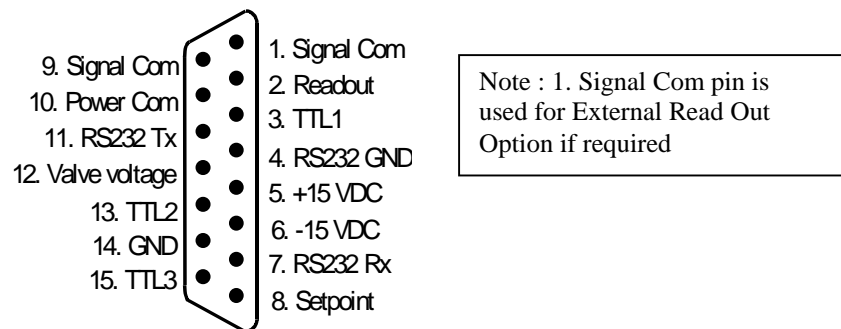 9. Signal Com
10. Power Com
11. RS232 Tx
12. Valve voltage
13. TTL2
14. GND
15. TTL3
1. Signal Com
2. Readout
3. TTL1
4. RS232 GND
5. +15 VDC
6. -15 VDC
7. RS232 Rx
8. Setpoint
Note : 1. Signal Com pin is
used for External Read Out
Option if required